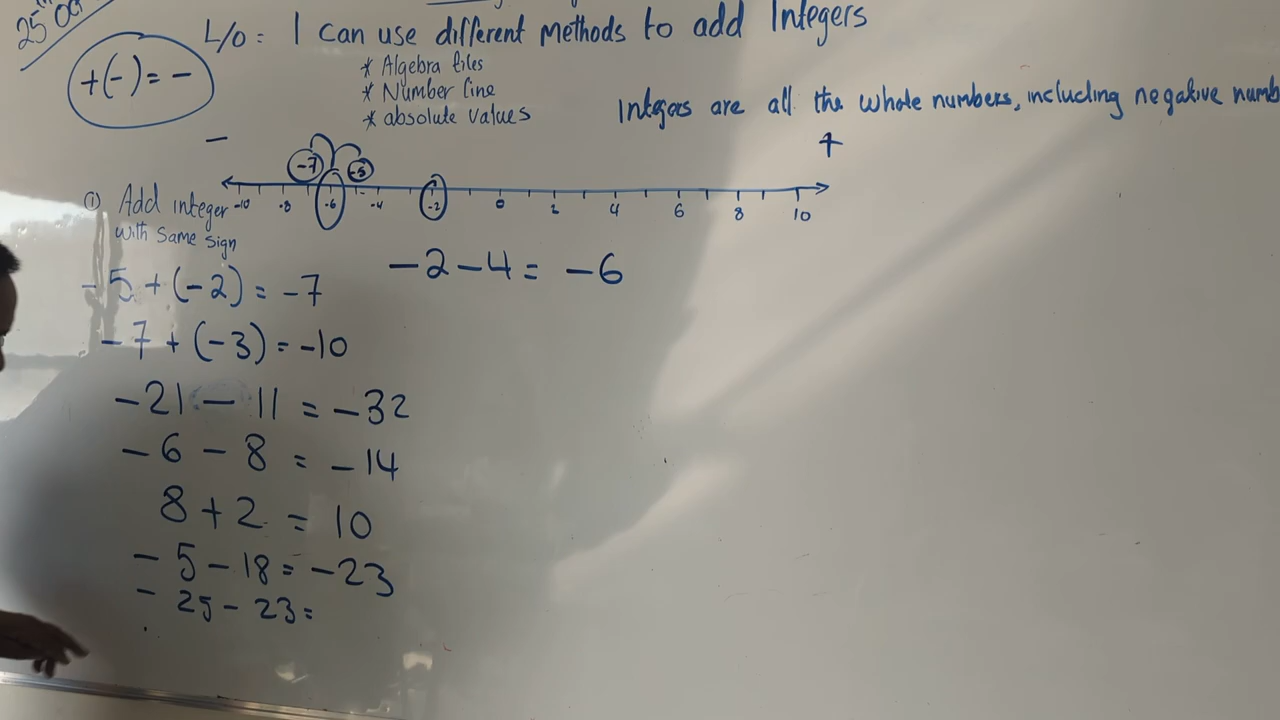 25th Oct
L/O = I can use different methods to add Integers
+(-) = -
* Algebra tiles
* Number line
* absolute values
Integers are all the whole numbers, including negative numb
- +
-7 -5
-10 -8 -6 -4 -2 0 2 4 6 8 10
① Add integer
with same sign
-2 - 4 = -6
-5 + (-2) = -7
-7 + (-3) = -10
-21 - 11 = -32
-6 - 8 = -14
8 + 2 = 10
-5 - 18 = -23
-25 - 23 =